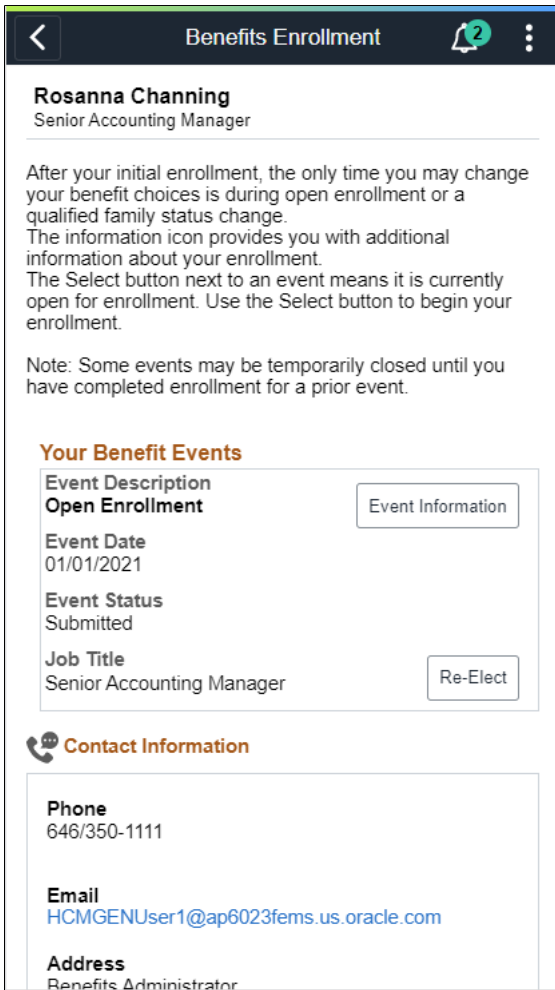 Benefits Enrollment
2
Rosanna Channing
Senior Accounting Manager
After your initial enrollment, the only time you may change
your benefit choices is during open enrollment or a
qualified family status change.
The information icon provides you with additional
information about your enrollment.
The Select button next to an event means it is currently
open for enrollment. Use the Select button to begin your
enrollment.
Note: Some events may be temporarily closed until you
have completed enrollment for a prior event.
Your Benefit Events
Event Description
Open Enrollment
Event Information
Event Date
01/01/2021
Event Status
Submitted
Job Title
Senior Accounting Manager
Re-Elect
Contact Information
Phone
646/350-1111
Email
HCMGENUser1@ap6023fems.us.oracle.com
Address
Benefits Administrator